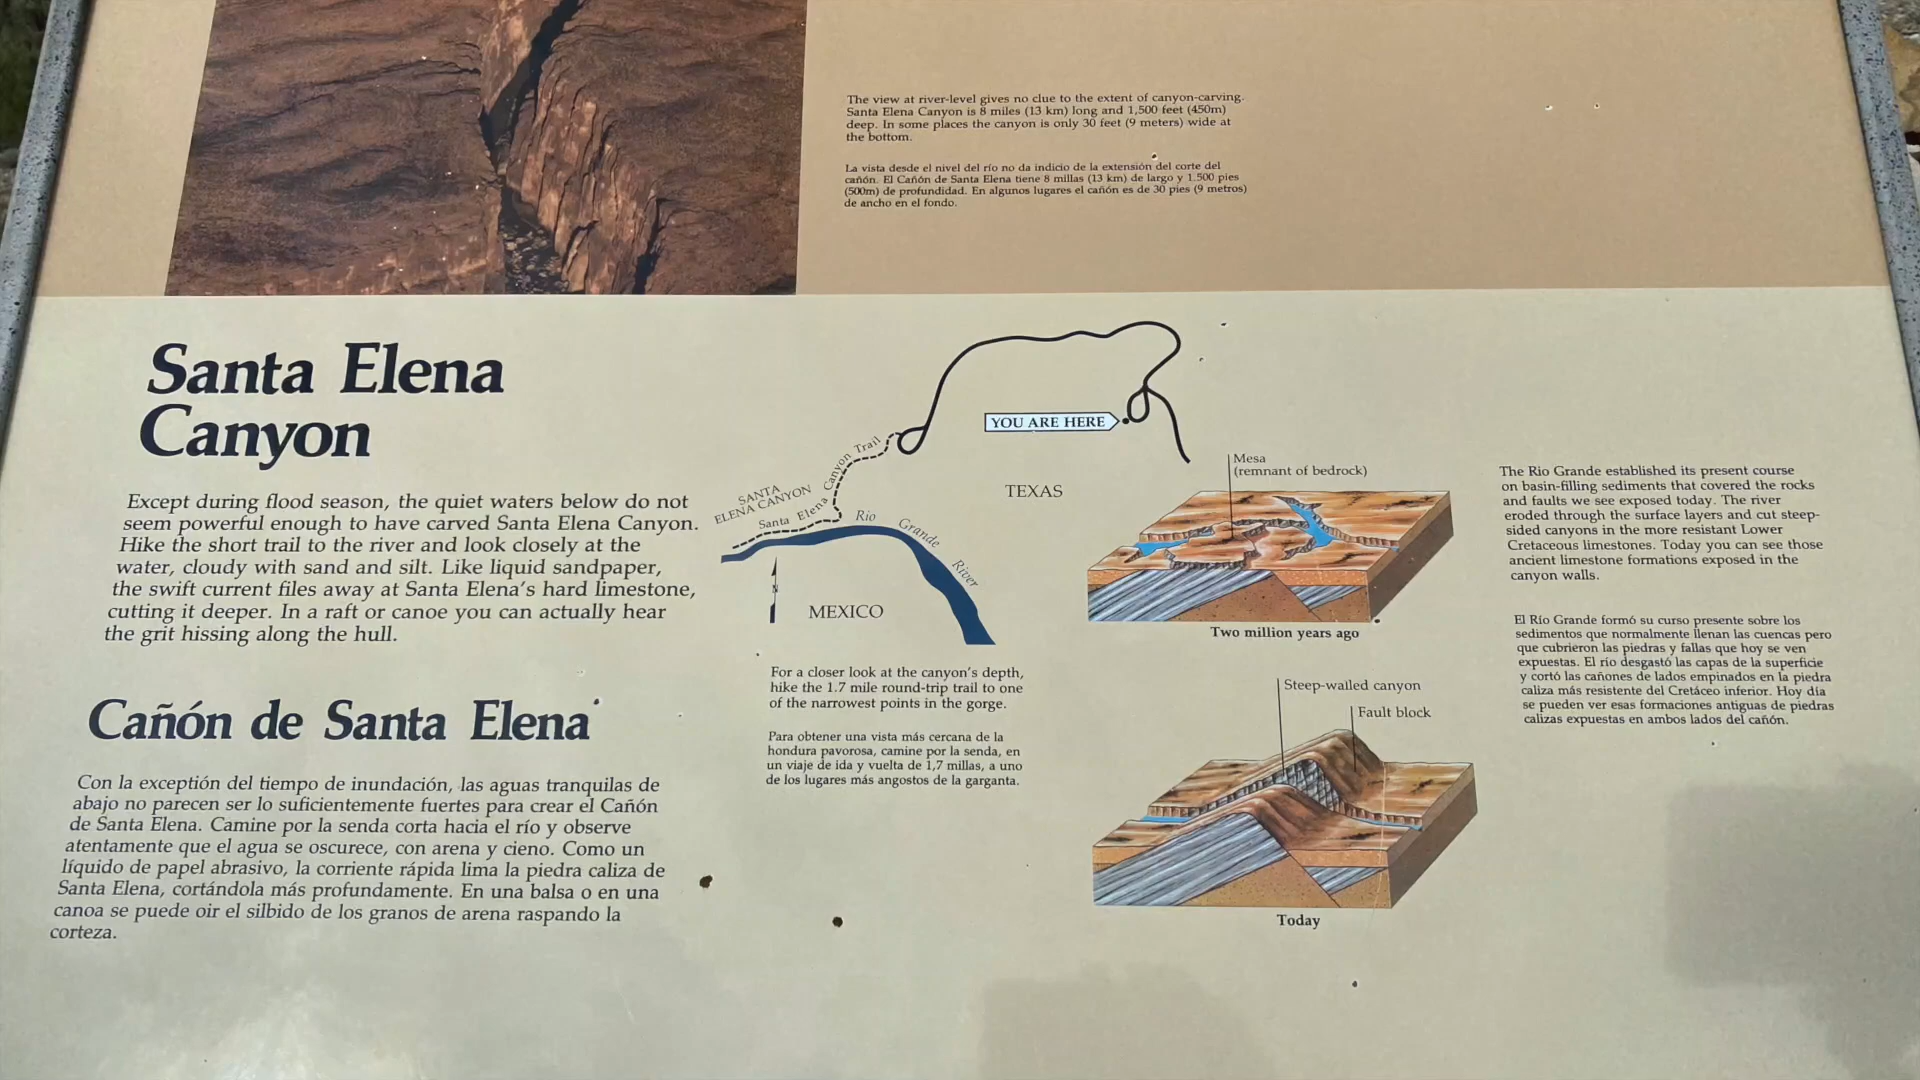 The view at river-level gives no clue to the extent of canyon-carving.
Santa Elena Canyon is 8 miles (13 km) long and 1,500 feet (450m)
deep. In some places the canyon is only 30 feet (9 meters) wide at
the bottom.
La vista desde el nivel del río no da indicio de la extensión del corte del
cañón. El Cañón de Santa Elena tiene 8 millas (13 km) de largo y 1.500 pies
(500m) de profundidad. En algunos lugares el cañón es de 30 pies (9 metros)
de ancho en el fondo.
Santa Elena
Canyon
Except during flood season, the quiet waters below do not
seem powerful enough to have carved Santa Elena Canyon.
Hike the short trail to the river and look closely at the
water, cloudy with sand and silt. Like liquid sandpaper,
the swift current files away at Santa Elena's hard limestone,
cutting it deeper. In a raft or canoe you can actually hear
the grit hissing along the hull.
Cañón de Santa Elena
Con la exceptión del tiempo de inundación, las aguas tranquilas de
abajo no parecen ser lo suficientemente fuertes para crear el Cañón
de Santa Elena. Camine por la senda corta hacia el río y observe
atentamente que el agua se oscurece, con arena y cieno. Como un
líquido de papel abrasivo, la corriente rápida lima la piedra caliza de
Santa Elena, cortándola más profundamente. En una balsa o en una
canoa se puede oir el silbido de los granos de arena raspando la
corteza.
YOU ARE HERE
TEXAS
SANTA
ELENA CANYON
Santa Elena Canyon Trail
Rio Grande River
N
MEXICO
For a closer look at the canyon's depth,
hike the 1.7 mile round-trip trail to one
of the narrowest points in the gorge.
Para obtener una vista más cercana de la
hondura pavorosa, camine por la senda, en
un viaje de ida y vuelta de 1,7 millas, a uno
de los lugares más angostos de la garganta.
Mesa
(remnant of bedrock)
Two million years ago
Steep-walled canyon
Fault block
Today
The Rio Grande established its present course
on basin-filling sediments that covered the rocks
and faults we see exposed today. The river
eroded through the surface layers and cut steep-
sided canyons in the more resistant Lower
Cretaceous limestones. Today you can see those
ancient limestone formations exposed in the
canyon walls.
El Río Grande formó su curso presente sobre los
sedimentos que normalmente llenan las cuencas pero
que cubrieron las piedras y fallas que hoy se ven
expuestas. El río desgastó las capas de la superficie
y cortó las cañones de lados empinados en la piedra
caliza más resistente del Cretáceo inferior. Hoy día
se pueden ver esas formaciones antiguas de piedras
calizas expuestas en ambos lados del cañón.